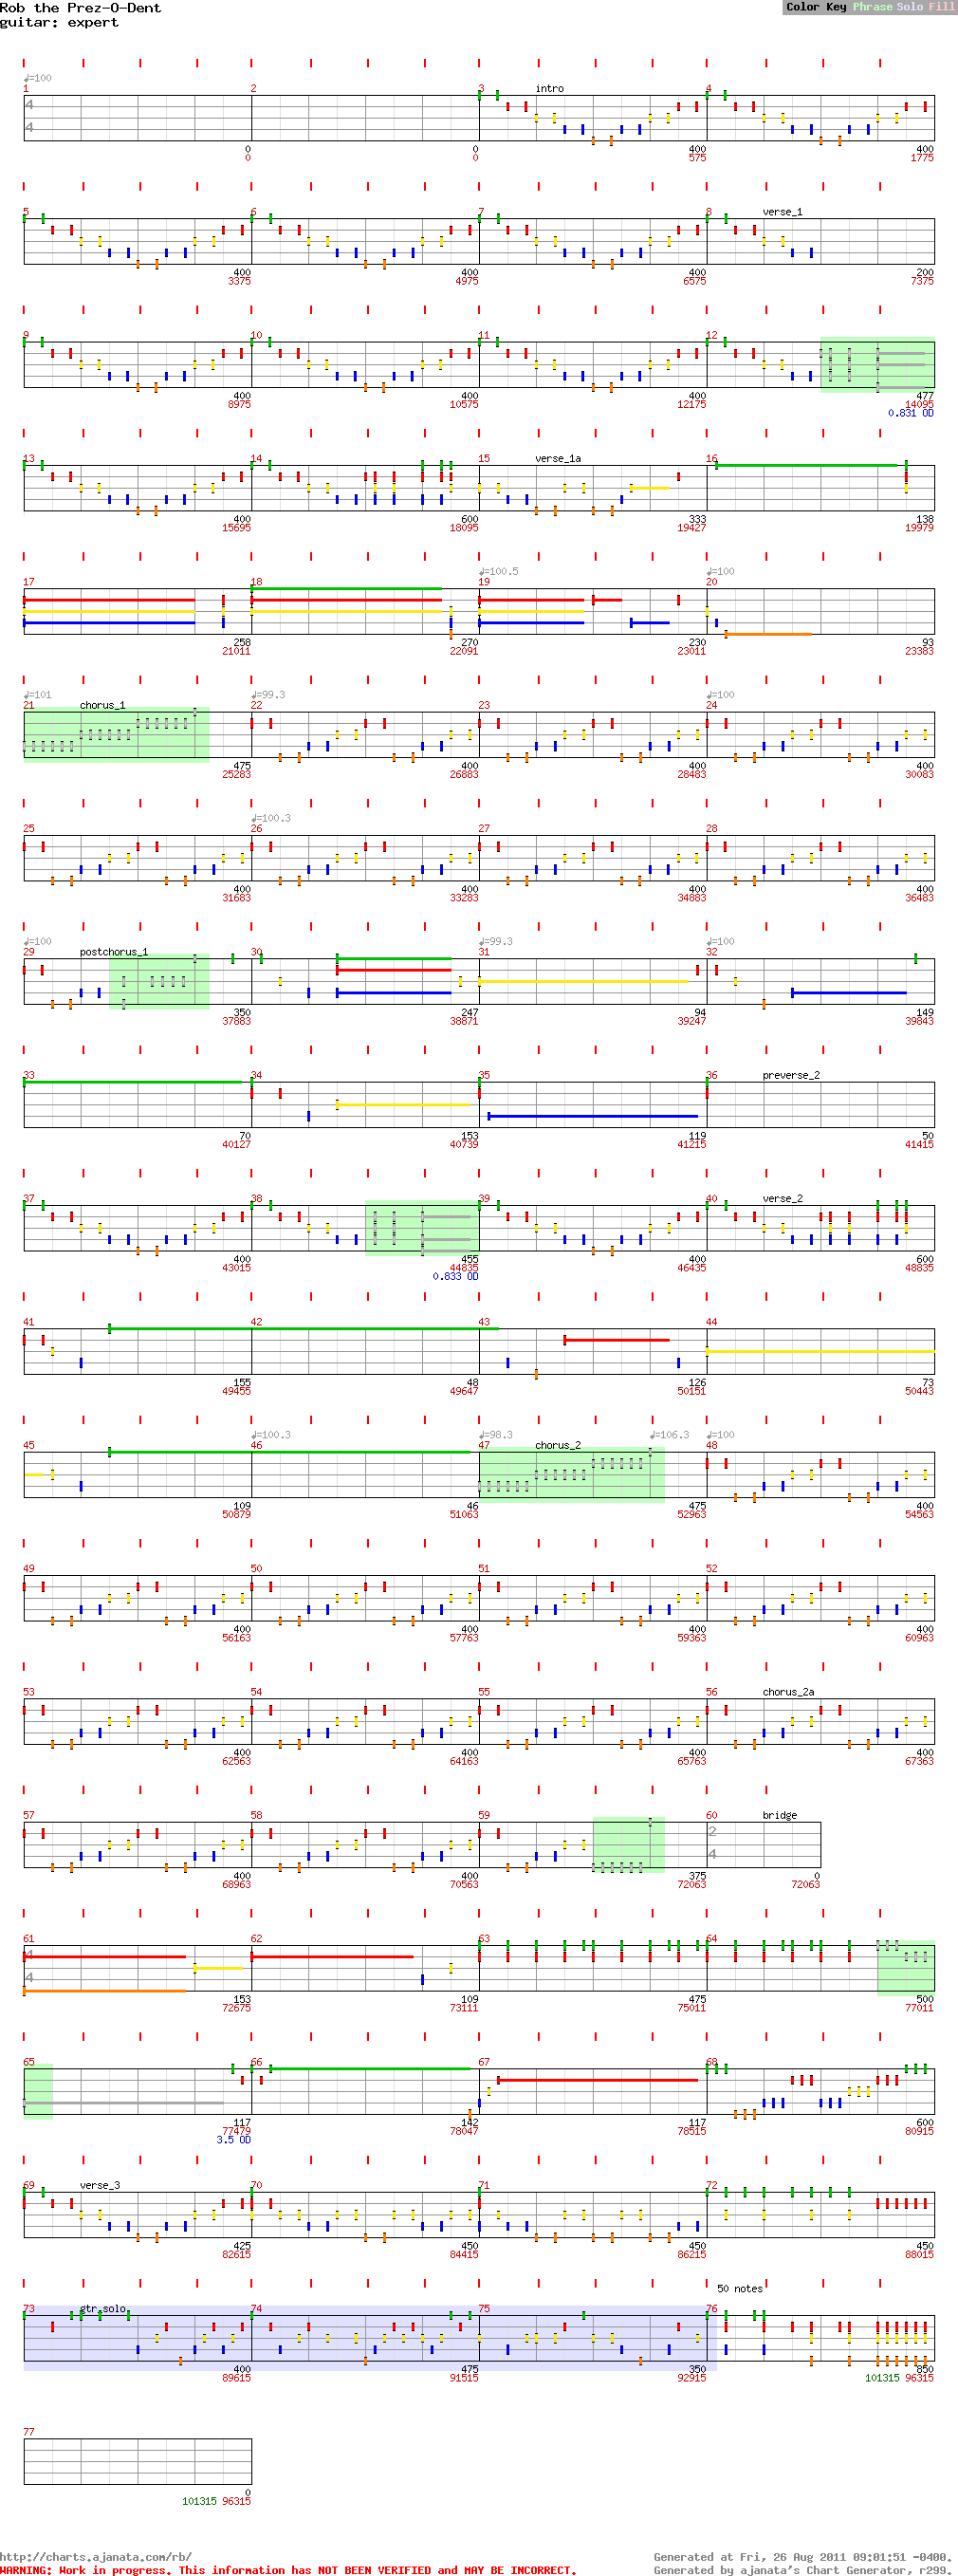 Rob the Prez-O-Dent
Color Key Phrase Solo Fill
guitar: expert
♩=100
1 2 3 intro 4
4
4
0 0 400 400
0 0 575 1775
5 6 7 8 verse_1
400 400 400 200
3375 4975 6575 7375
9 10 11 12
400 400 400 477
8975 10575 12175 14095
0.831 OD
13 14 15 verse_1a 16
400 600 333 138
15695 18095 19427 19979
♩=100.5 ♩=100
17 18 19 20
258 270 230 93
21011 22091 23011 23383
♩=101 ♩=99.3 ♩=100
21 chorus_1 22 23 24
475 400 400 400
25283 26883 28483 30083
♩=100.3
25 26 27 28
400 400 400 400
31683 33283 34883 36483
♩=100 ♩=99.3 ♩=100
29 postchorus_1 30 31 32
350 247 94 149
37883 38871 39247 39843
33 34 35 36 preverse_2
70 153 119 50
40127 40739 41215 41415
37 38 39 40 verse_2
400 455 400 600
43015 44835 46435 48835
0.833 OD
41 42 43 44
155 48 126 73
49455 49647 50151 50443
♩=100.3 ♩=98.3 ♩=106.3 ♩=100
45 46 47 chorus_2 48
109 46 475 400
50879 51063 52963 54563
49 50 51 52
400 400 400 400
56163 57763 59363 60963
53 54 55 56 chorus_2a
400 400 400 400
62563 64163 65763 67363
57 58 59 60 bridge
2
4
400 400 375 0
68963 70563 72063 72063
61 62 63 64
4
4
153 109 475 500
72675 73111 75011 77011
65 66 67 68
117 142 117 600
77479 78047 78515 80915
3.5 OD
69 verse_3 70 71 72
425 450 450 450
82615 84415 86215 88015
50 notes
73 gtr_solo 74 75 76
400 475 350 850
89615 91515 92915 101315 96315
77
0
101315 96315
http://charts.ajanata.com/rb/
Generated at Fri, 26 Aug 2011 09:01:51 -0400.
WARNING: Work in progress. This information has NOT BEEN VERIFIED and MAY BE INCORRECT.
Generated by ajanata's Chart Generator, r299.